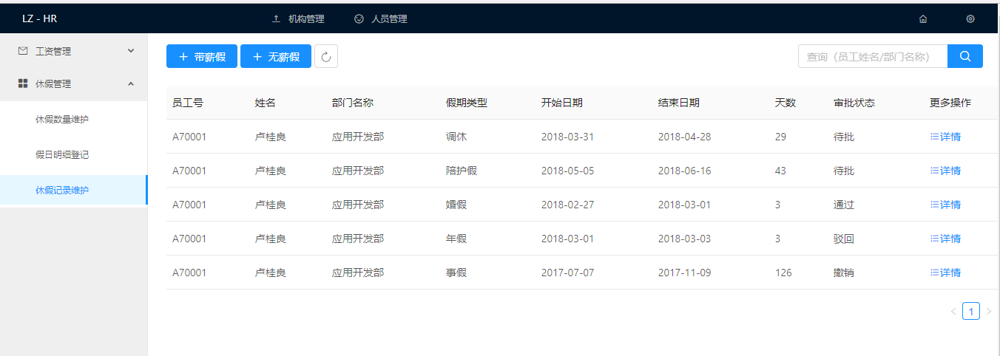 LZ - HR 机构管理 人员管理
工资管理
休假管理
休假数量维护
假日明细登记
休假记录维护
带薪假 无薪假 查询（员工姓名/部门名称）
员工号 姓名 部门名称 假期类型 开始日期 结束日期 天数 审批状态 更多操作
A70001 卢桂良 应用开发部 调休 2018-03-31 2018-04-28 29 待批 详情
A70001 卢桂良 应用开发部 陪护假 2018-05-05 2018-06-16 43 待批 详情
A70001 卢桂良 应用开发部 婚假 2018-02-27 2018-03-01 3 通过 详情
A70001 卢桂良 应用开发部 年假 2018-03-01 2018-03-03 3 驳回 详情
A70001 卢桂良 应用开发部 事假 2017-07-07 2017-11-09 126 撤销 详情
1